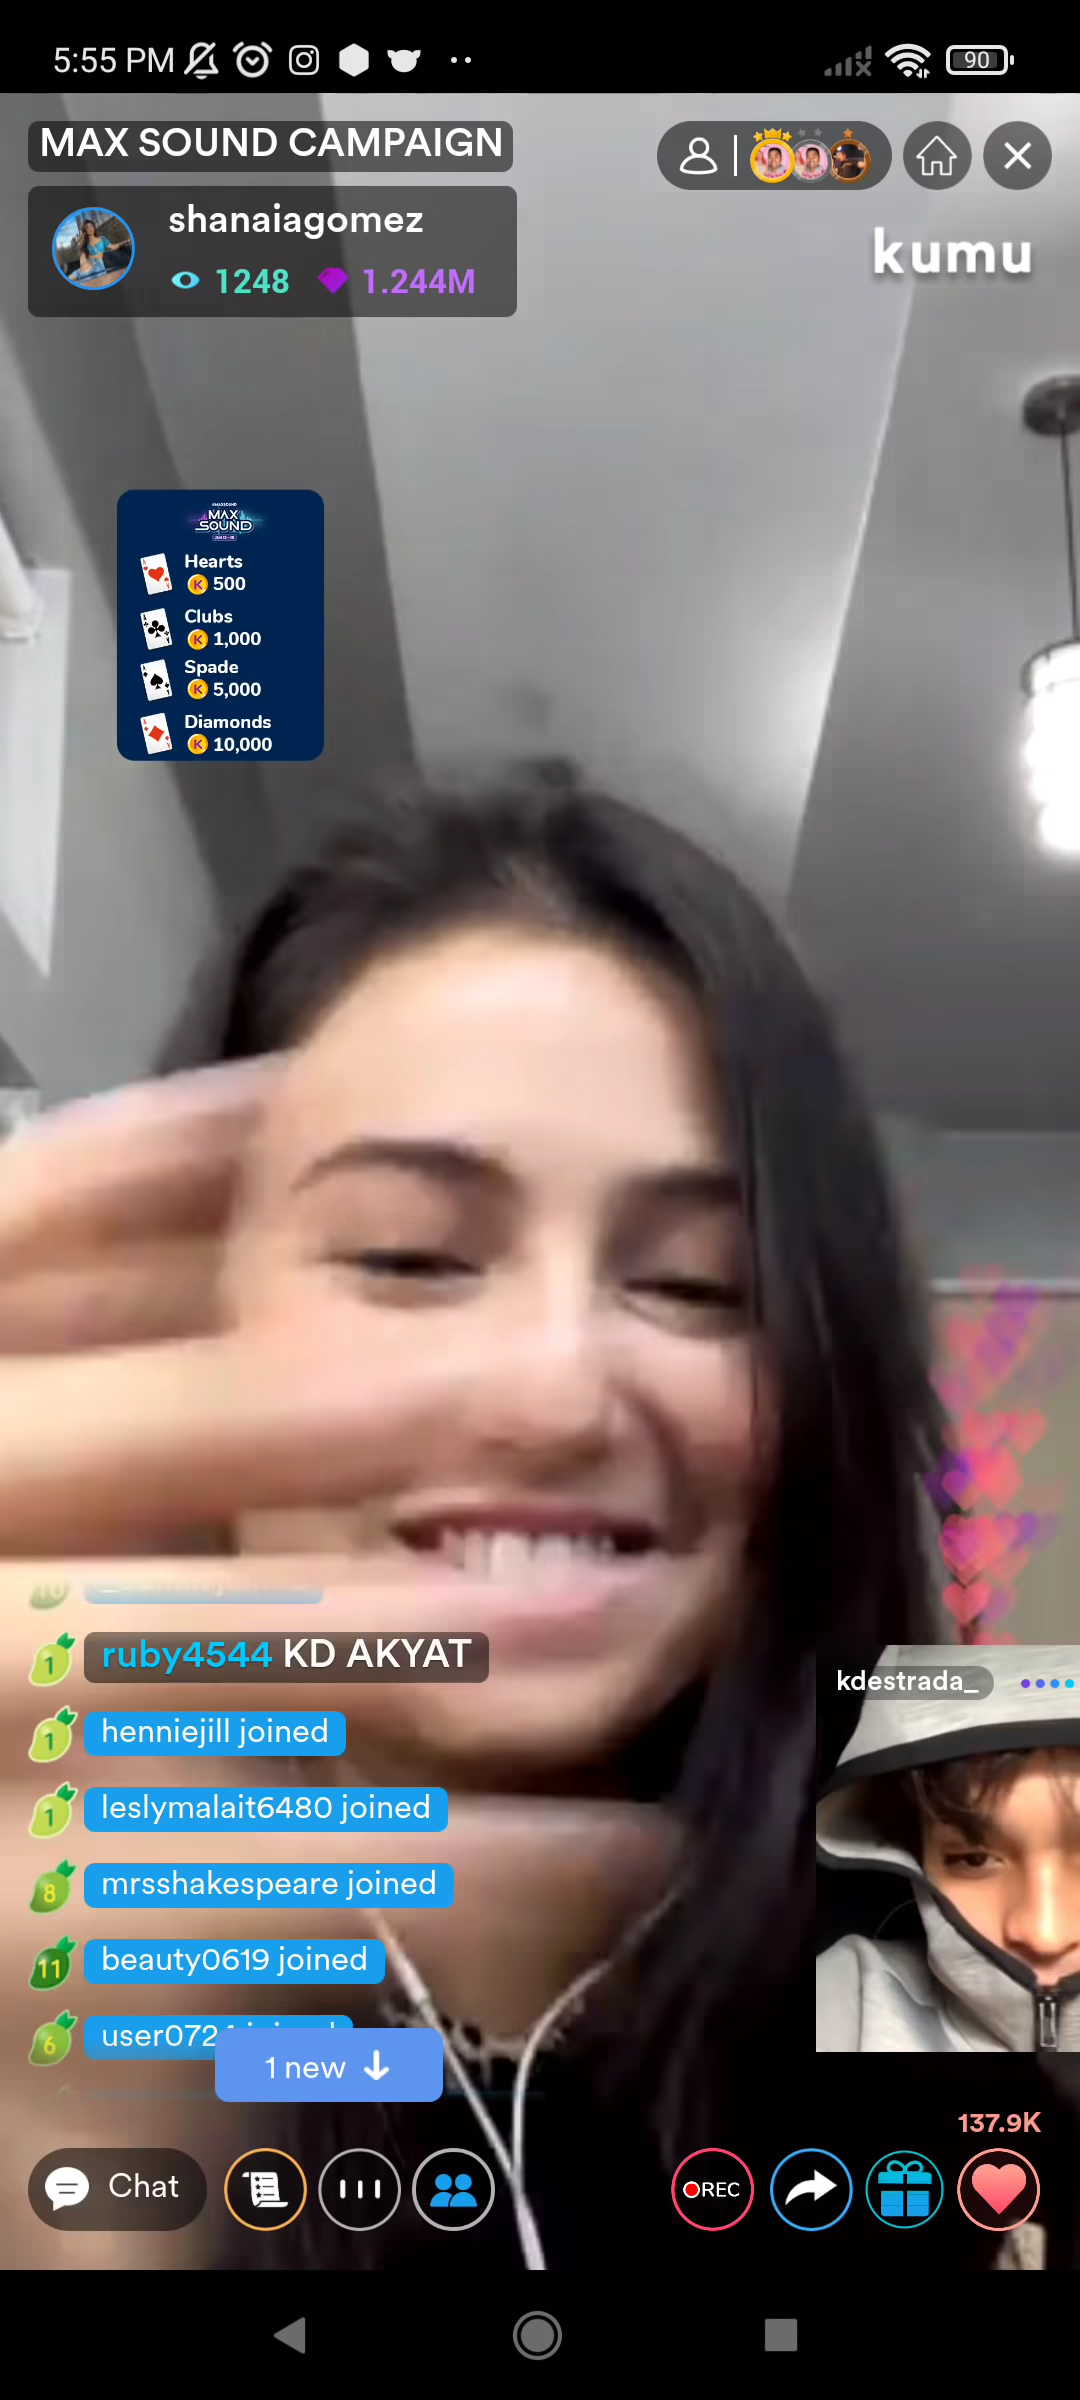 5:55 PM
90
MAX SOUND CAMPAIGN
shanaiagomez
1248 1.244M
kumu
MAX
SOUND
Hearts
K 500
Clubs
K 1,000
Spade
K 5,000
Diamonds
K 10,000
1 ruby4544 KD AKYAT
1 henniejill joined
1 leslymalait6480 joined
8 mrsshakespeare joined
11 beauty0619 joined
6
1 new
kdestrada_
137.9K
Chat
REC